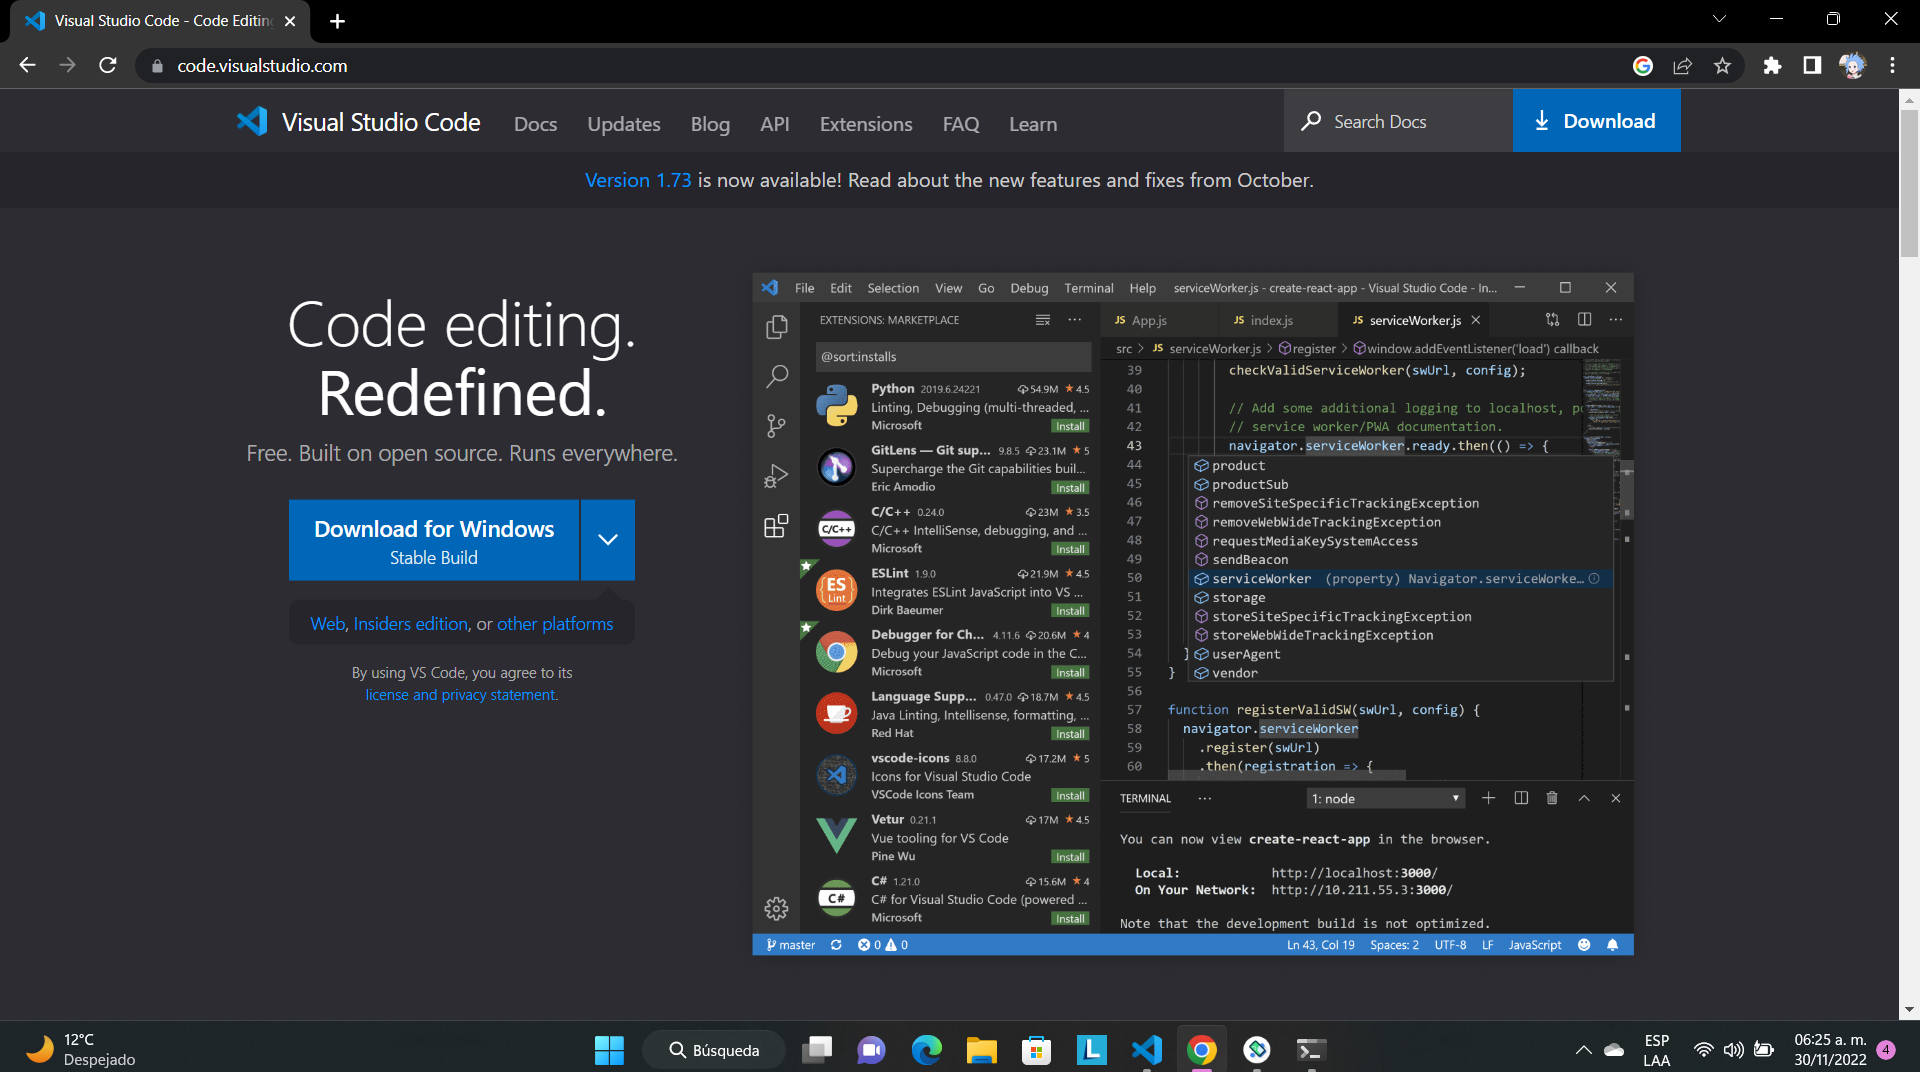 Visual Studio Code - Code Editin
code.visualstudio.com
Visual Studio Code Docs Updates Blog API Extensions FAQ Learn Search Docs Download
Version 1.73 is now available! Read about the new features and fixes from October.
Code editing.
Redefined.
Free. Built on open source. Runs everywhere.
Download for Windows
Stable Build
Web, Insiders edition, or other platforms
By using VS Code, you agree to its
license and privacy statement.
File Edit Selection View Go Debug Terminal Help serviceWorker.js - create-react-app - Visual Studio Code - In...
EXTENSIONS: MARKETPLACE
@sort:installs
Python 2019.6.24221 54.9M 4.5
Linting, Debugging (multi-threaded, ...
Microsoft Install
GitLens — Git sup... 9.8.5 23.1M 5
Supercharge the Git capabilities buil...
Eric Amodio Install
C/C++
C/C++ 0.24.0 23M 3.5
C/C++ IntelliSense, debugging, and ...
Microsoft Install
ES
Lint
ESLint 1.9.0 21.9M 4.5
Integrates ESLint JavaScript into VS ...
Dirk Baeumer Install
Debugger for Ch... 4.11.6 20.6M 4
Debug your JavaScript code in the C...
Microsoft Install
Language Supp... 0.47.0 18.7M 4.5
Java Linting, Intellisense, formatting, ...
Red Hat Install
vscode-icons 8.8.0 17.2M 5
Icons for Visual Studio Code
VSCode Icons Team Install
Vetur 0.21.1 17M 4.5
Vue tooling for VS Code
Pine Wu Install
C#
C# 1.21.0 15.6M 4
C# for Visual Studio Code (powered ...
Microsoft Install
JS App.js JS index.js JS serviceWorker.js
src > JS serviceWorker.js > register > window.addEventListener('load') callback
39 checkValidServiceWorker(swUrl, config);
40
41 // Add some additional logging to localhost, p
42 // service worker/PWA documentation.
43 navigator.serviceWorker.ready.then(() => {
44 product
45 productSub
46 removeSiteSpecificTrackingException
47 removeWebWideTrackingException
48 requestMediaKeySystemAccess
49 sendBeacon
50 serviceWorker (property) Navigator.serviceWorke...
51 storage
52 storeSiteSpecificTrackingException
53 storeWebWideTrackingException
54 } userAgent
55 } vendor
56
57 function registerValidSW(swUrl, config) {
58 navigator.serviceWorker
59 .register(swUrl)
60 .then(registration => {
TERMINAL ... 1: node
You can now view create-react-app in the browser.
Local: http://localhost:3000/
On Your Network: http://10.211.55.3:3000/
Note that the development build is not optimized.
master 0 0 Ln 43, Col 19 Spaces: 2 UTF-8 LF JavaScript
12°C
Despejado
Búsqueda
L
ESP
LAA
06:25 a. m.
30/11/2022
4